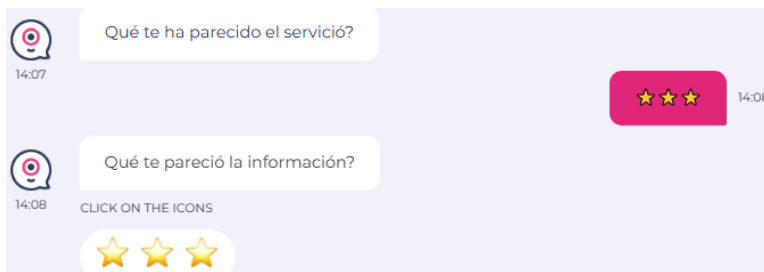 Qué te ha parecido el servició?
14:07
⭐⭐⭐
14:08
Qué te pareció la información?
14:08
CLICK ON THE ICONS
⭐ ⭐ ⭐